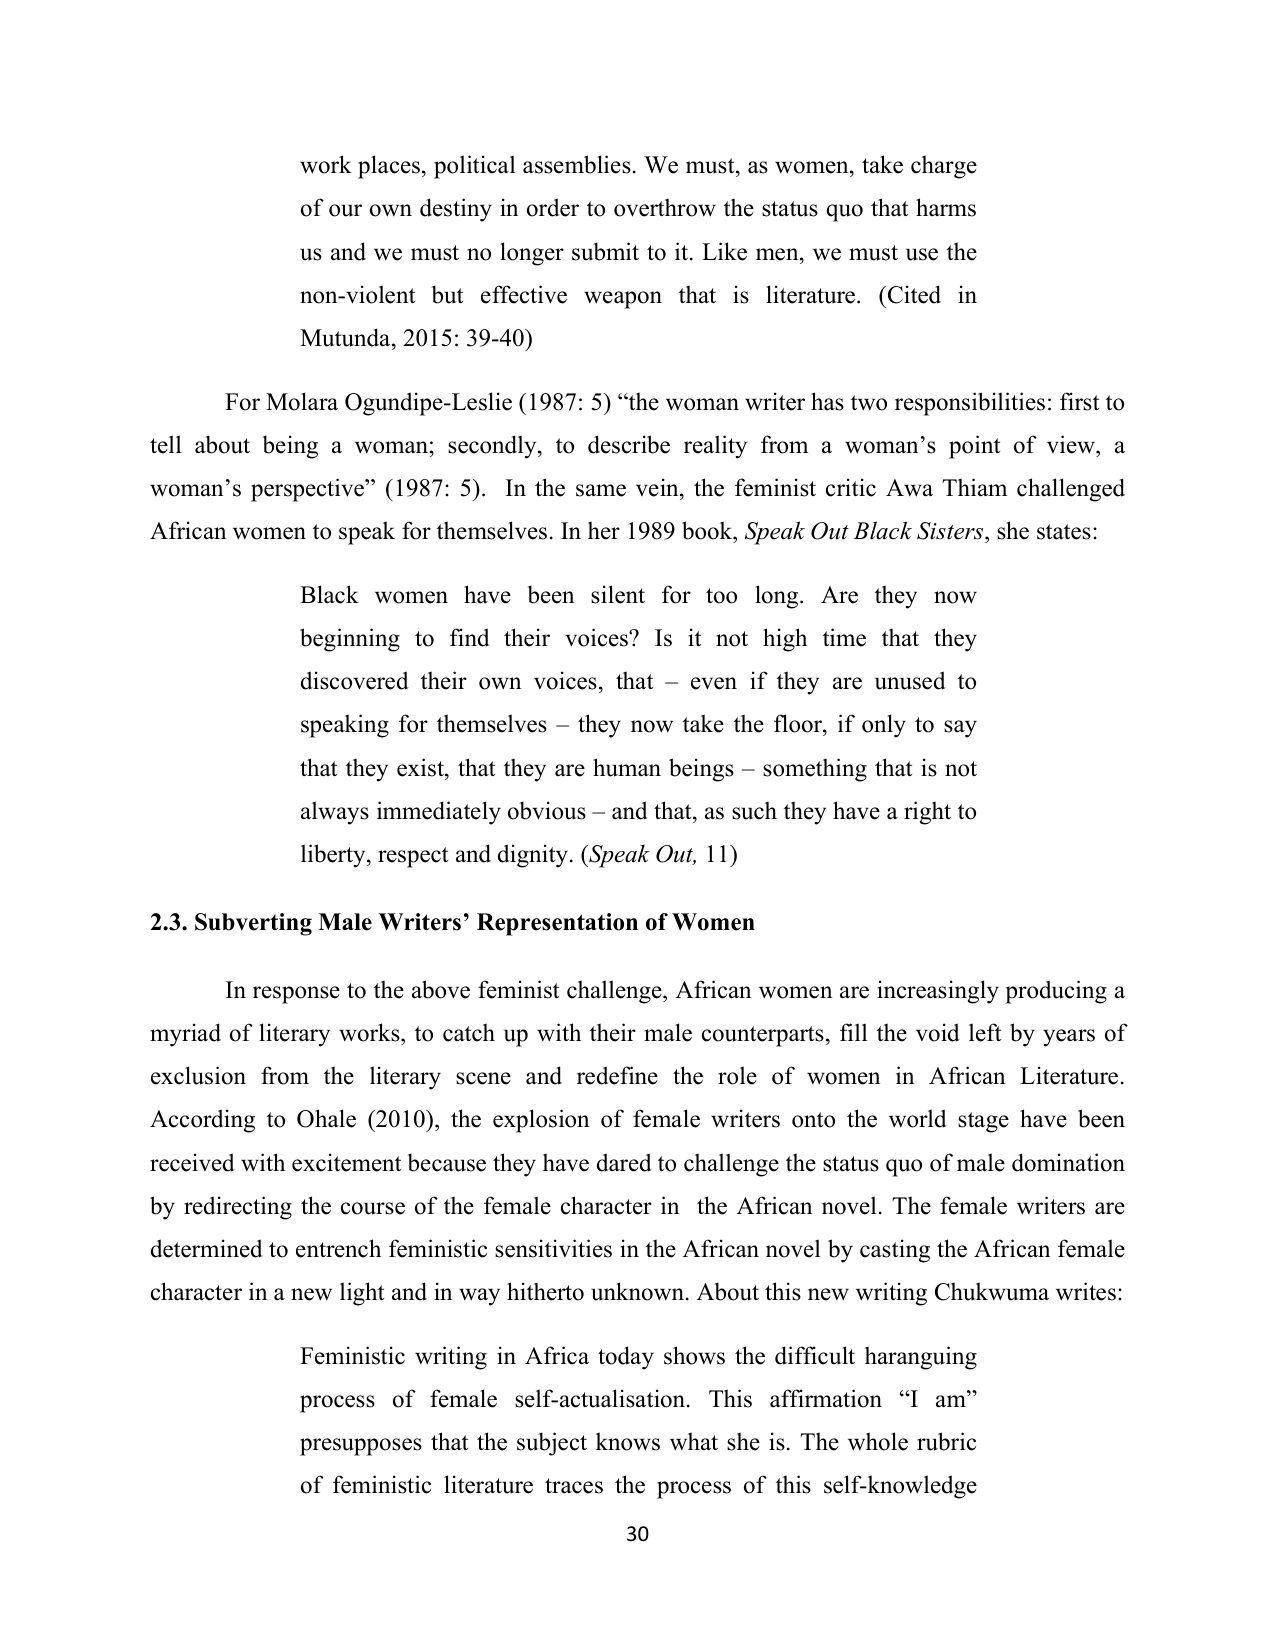 work places, political assemblies. We must, as women, take charge
of our own destiny in order to overthrow the status quo that harms
us and we must no longer submit to it. Like men, we must use the
non-violent but effective weapon that is literature. (Cited in
Mutunda, 2015: 39-40)
For Molara Ogundipe-Leslie (1987: 5) “the woman writer has two responsibilities: first to
tell about being a woman; secondly, to describe reality from a woman’s point of view, a
woman’s perspective” (1987: 5).  In the same vein, the feminist critic Awa Thiam challenged
African women to speak for themselves. In her 1989 book, Speak Out Black Sisters, she states:
Black women have been silent for too long. Are they now
beginning to find their voices? Is it not high time that they
discovered their own voices, that – even if they are unused to
speaking for themselves – they now take the floor, if only to say
that they exist, that they are human beings – something that is not
always immediately obvious – and that, as such they have a right to
liberty, respect and dignity. (Speak Out, 11)
2.3. Subverting Male Writers’ Representation of Women
In response to the above feminist challenge, African women are increasingly producing a
myriad of literary works, to catch up with their male counterparts, fill the void left by years of
exclusion from the literary scene and redefine the role of women in African Literature.
According to Ohale (2010), the explosion of female writers onto the world stage have been
received with excitement because they have dared to challenge the status quo of male domination
by redirecting the course of the female character in  the African novel. The female writers are
determined to entrench feministic sensitivities in the African novel by casting the African female
character in a new light and in way hitherto unknown. About this new writing Chukwuma writes:
Feministic writing in Africa today shows the difficult haranguing
process of female self-actualisation. This affirmation “I am”
presupposes that the subject knows what she is. The whole rubric
of feministic literature traces the process of this self-knowledge
30